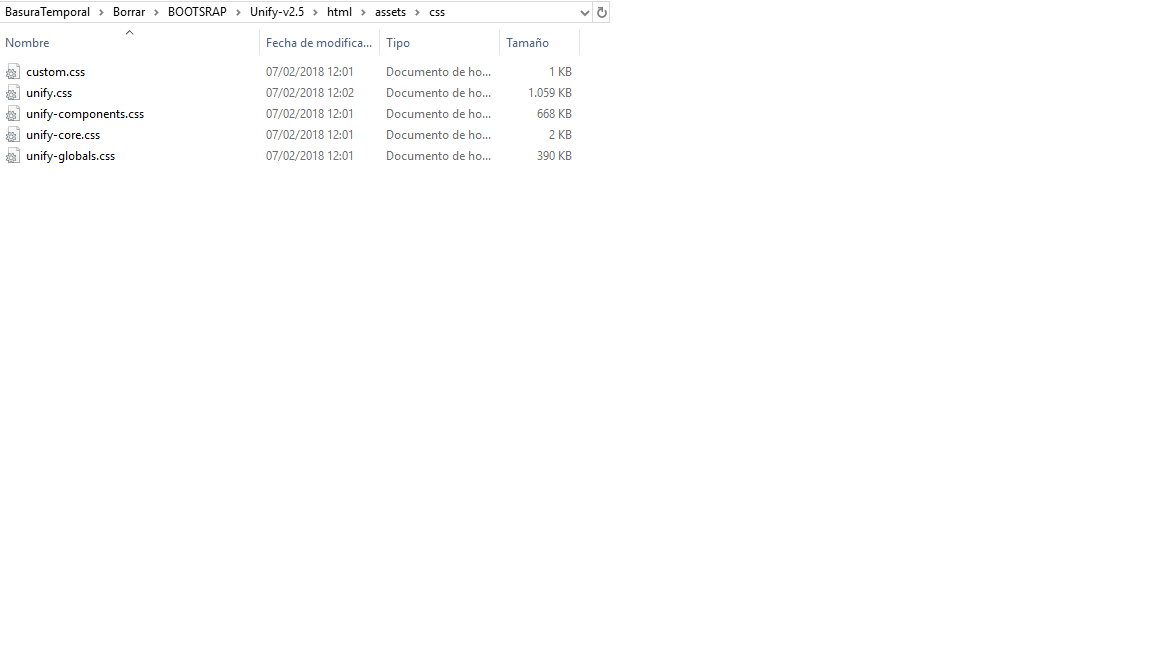 BasuraTemporal > Borrar > BOOTSRAP > Unify-v2.5 > html > assets > css
Nombre Fecha de modifica... Tipo Tamaño
custom.css 07/02/2018 12:01 Documento de ho... 1 KB
unify.css 07/02/2018 12:02 Documento de ho... 1.059 KB
unify-components.css 07/02/2018 12:01 Documento de ho... 668 KB
unify-core.css 07/02/2018 12:01 Documento de ho... 2 KB
unify-globals.css 07/02/2018 12:01 Documento de ho... 390 KB